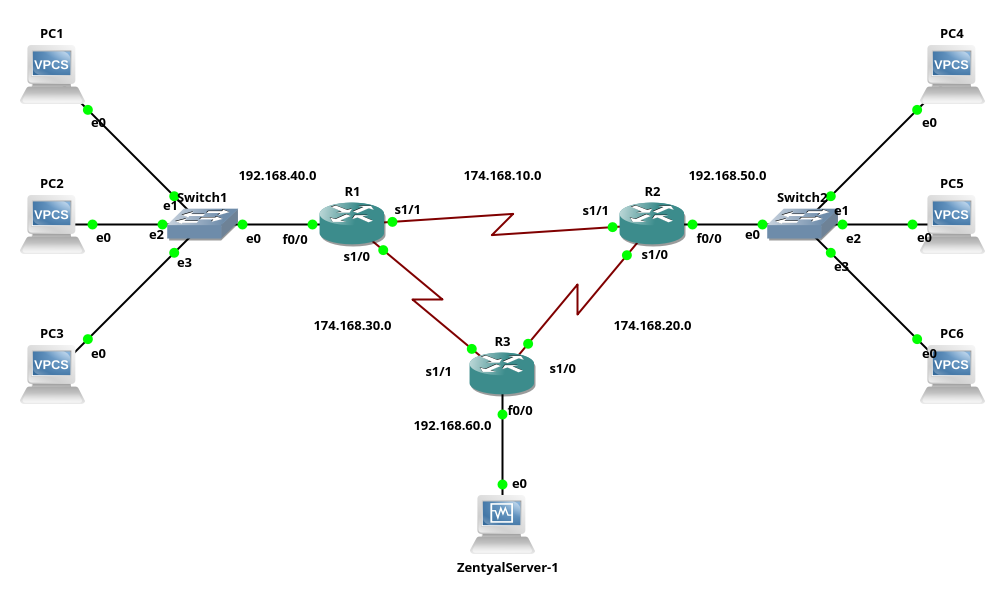 PC1
VPCS
e0
PC4
VPCS
e0
192.168.40.0
174.168.10.0
192.168.50.0
PC2
VPCS
e0
e2
e1
Switch1
e0
f0/0
R1
s1/1
s1/0
R2
s1/1
s1/0
f0/0
e0
Switch2
e1
e2
e3
PC5
VPCS
e0
e3
174.168.30.0
174.168.20.0
PC3
VPCS
e0
R3
s1/1
s1/0
f0/0
192.168.60.0
PC6
VPCS
e0
e0
ZentyalServer-1